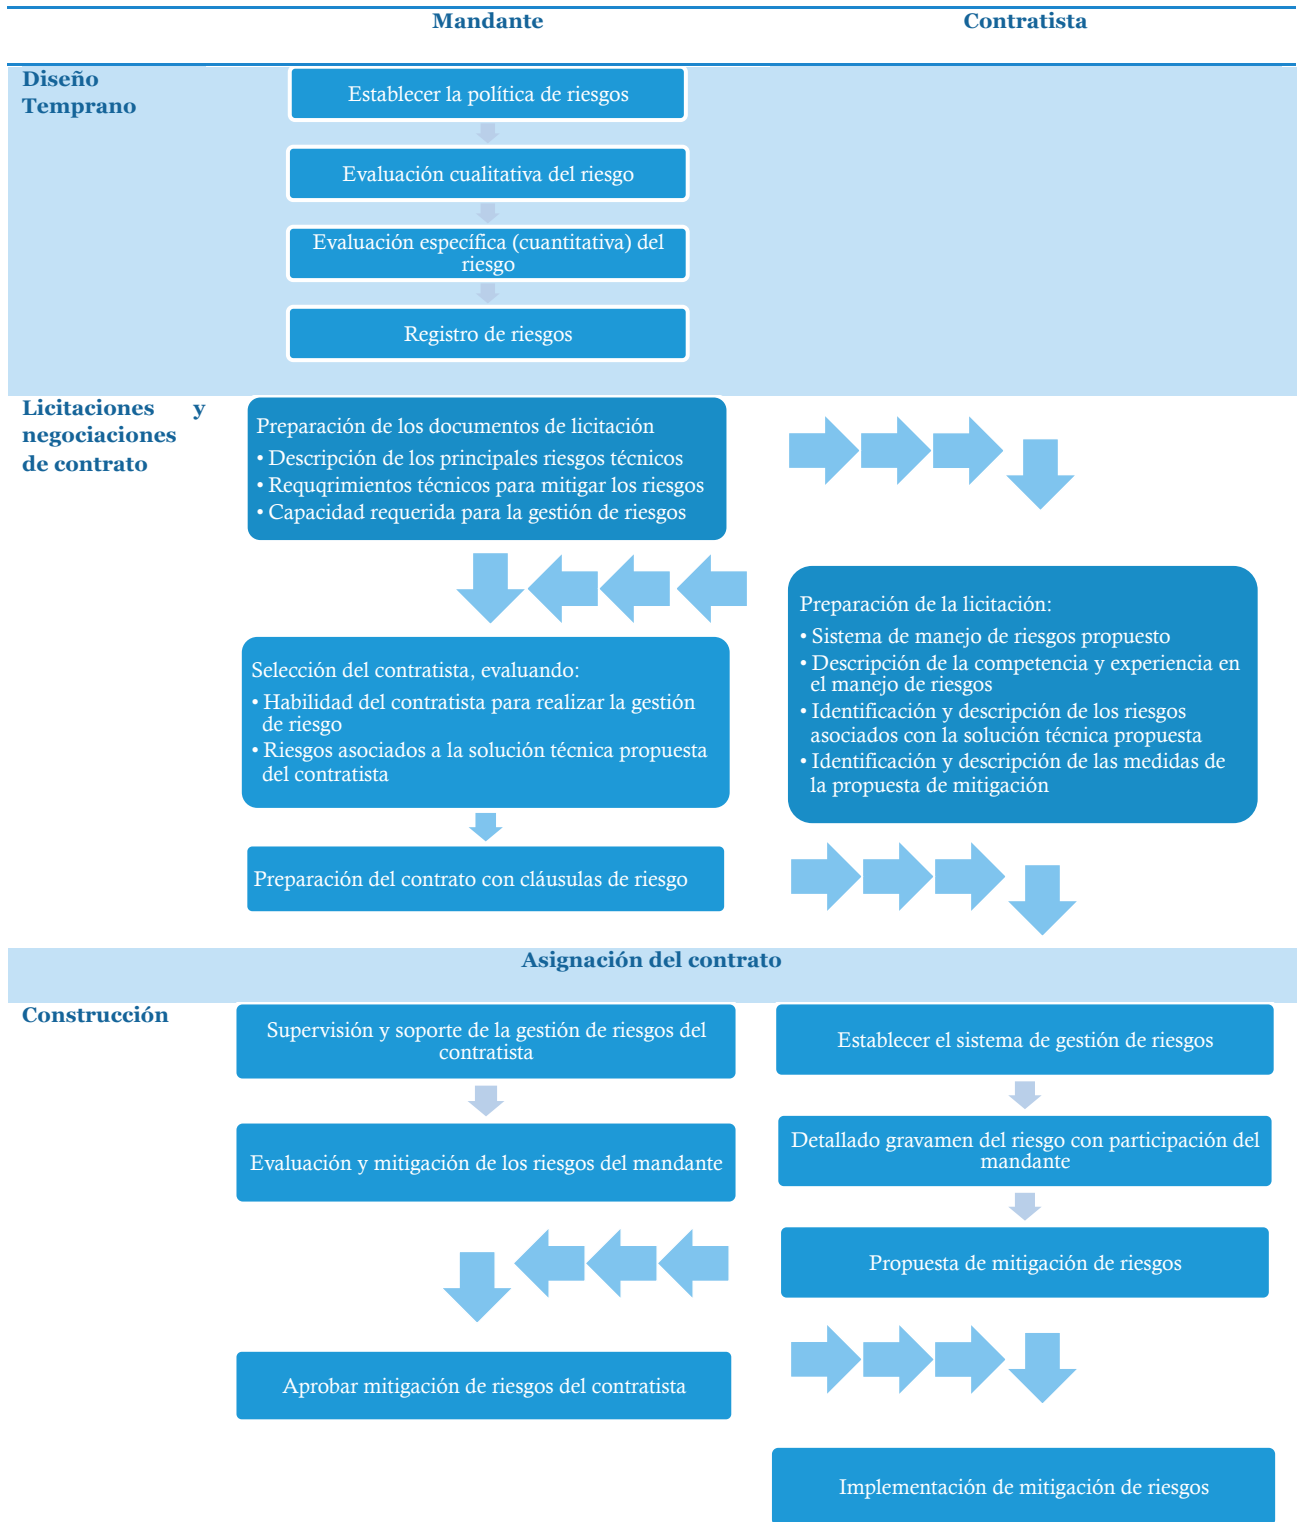 Mandante
Contratista
Diseño
Temprano
Establecer la política de riesgos
Evaluación cualitativa del riesgo
Evaluación específica (cuantitativa) del
riesgo
Registro de riesgos
Licitaciones y
negociaciones
de contrato
Preparación de los documentos de licitación
• Descripción de los principales riesgos técnicos
• Requqrimientos técnicos para mitigar los riesgos
• Capacidad requerida para la gestión de riesgos
Preparación de la licitación:
• Sistema de manejo de riesgos propuesto
• Descripción de la competencia y experiencia en
el manejo de riesgos
• Identificación y descripción de los riesgos
asociados con la solución técnica propuesta
• Identificación y descripción de las medidas de
la propuesta de mitigación
Selección del contratista, evaluando:
• Habilidad del contratista para realizar la gestión
de riesgo
• Riesgos asociados a la solución técnica propuesta
del contratista
Preparación del contrato con cláusulas de riesgo
Asignación del contrato
Construcción
Supervisión y soporte de la gestión de riesgos del
contratista
Establecer el sistema de gestión de riesgos
Evaluación y mitigación de los riesgos del mandante
Detallado gravamen del riesgo con participación del
mandante
Propuesta de mitigación de riesgos
Aprobar mitigación de riesgos del contratista
Implementación de mitigación de riesgos